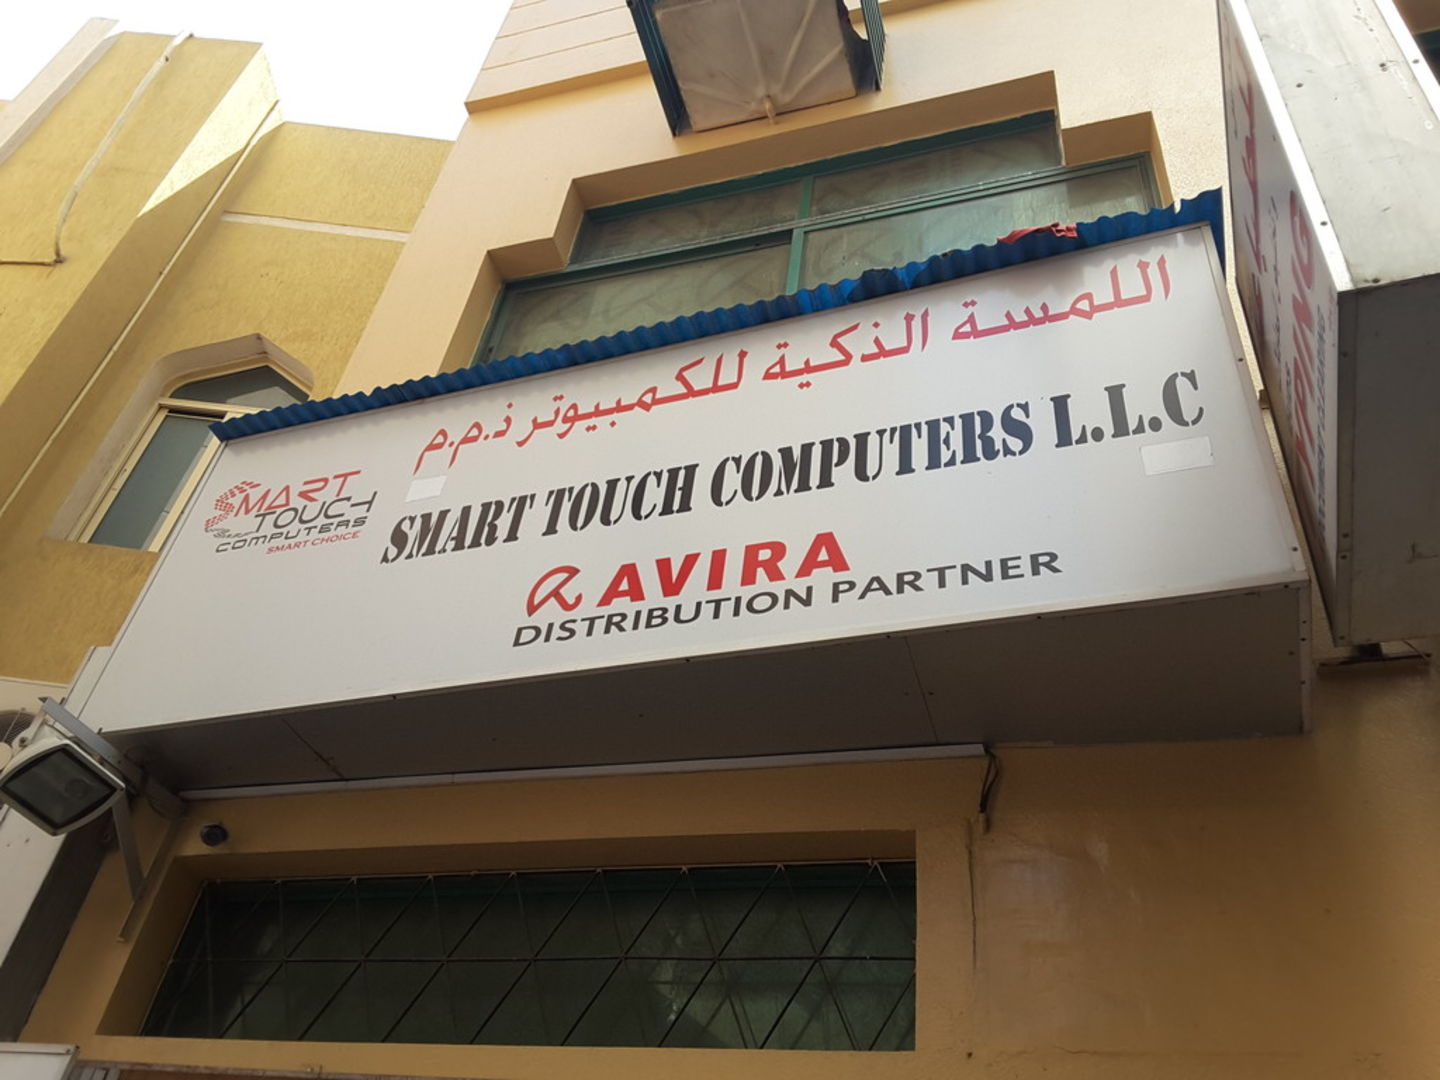 اللمسة الذكية للكمبيوتر ذ.م.م
SMART TOUCH COMPUTERS L.L.C
SMART
TOUCH
COMPUTERS
SMART CHOICE
AVIRA
DISTRIBUTION PARTNER